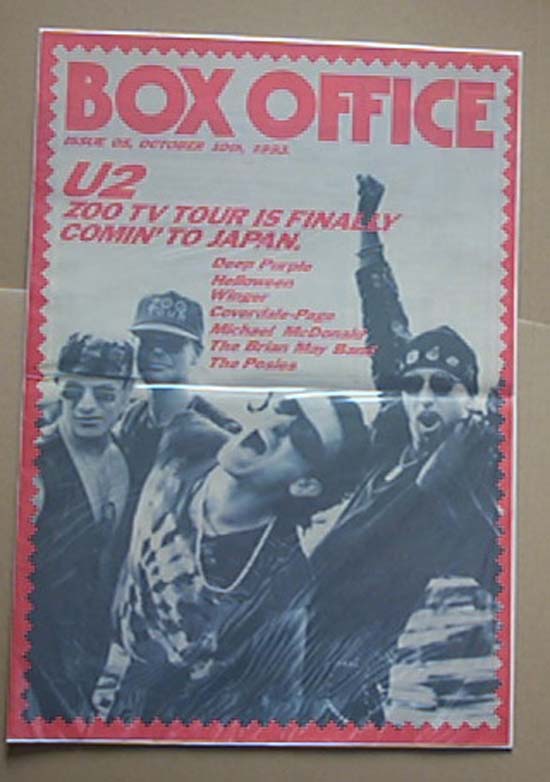 BOX OFFICE
ISSUE 05, OCTOBER 10th, 1993.
U2
ZOO TV TOUR IS FINALLY
COMIN' TO JAPAN.
Deep Purple
Helloween
Winger
Coverdale-Page
Michael McDonald
The Brian May Band
The Posies
ZOO